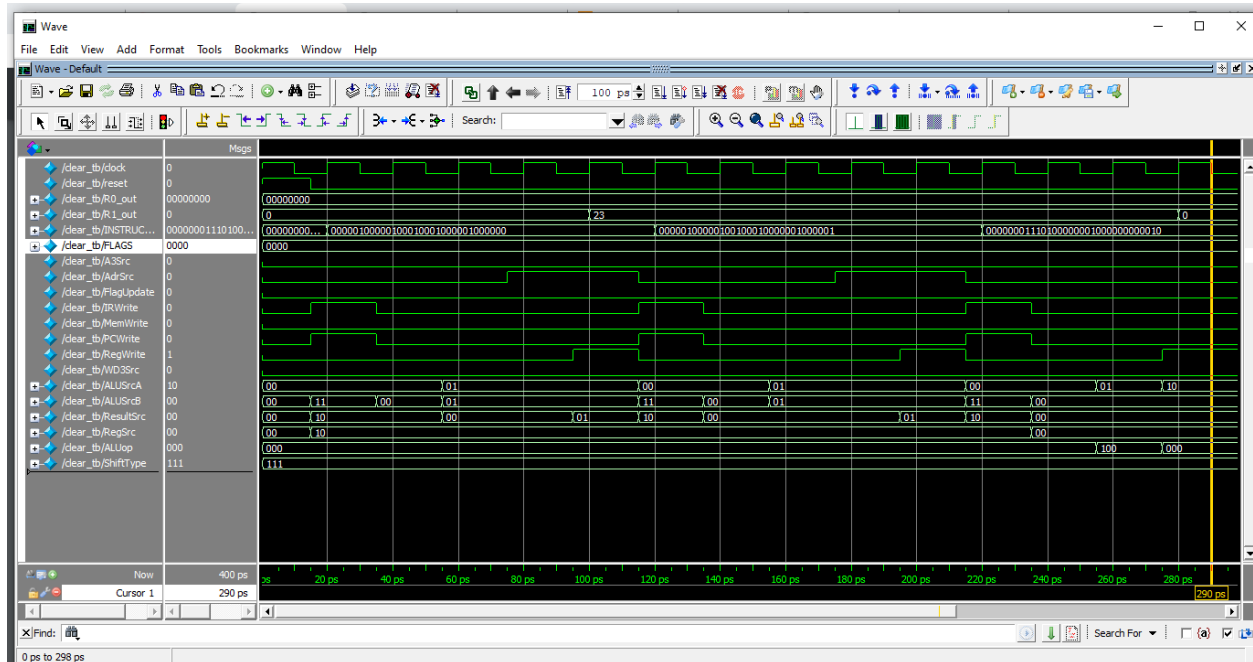 Wave
File Edit View Add Format Tools Bookmarks Window Help
Wave - Default
100 ps
Search:
Msgs
/clear_tb/clock 0
/clear_tb/reset 0
/clear_tb/R0_out 00000000 00000000
/clear_tb/R1_out 0 0 23 0
/clear_tb/INSTRUC... 00000001110100... 00000000... 00000100000100010001000001000000 00000100000100100010000001000001 00000001110100000001000000000010
/clear_tb/FLAGS 0000 0000
/clear_tb/A3Src 0
/clear_tb/AdrSrc 0
/clear_tb/FlagUpdate 0
/clear_tb/IRWrite 0
/clear_tb/MemWrite 0
/clear_tb/PCWrite 0
/clear_tb/RegWrite 1
/clear_tb/WD3Src 0
/clear_tb/ALUSrcA 10 00 01 00 01 00 01 10
/clear_tb/ALUSrcB 00 00 11 00 01 11 00 01 11 00
/clear_tb/ResultSrc 00 00 10 00 01 10 00 01 10 00
/clear_tb/RegSrc 00 00 10 00
/clear_tb/ALUop 000 000 100 000
/clear_tb/ShiftType 111 111
Now 400 ps ps 20 ps 40 ps 60 ps 80 ps 100 ps 120 ps 140 ps 160 ps 180 ps 200 ps 220 ps 240 ps 260 ps 280 ps
Cursor 1 290 ps 290 ps
Find: Search For {a}
0 ps to 298 ps